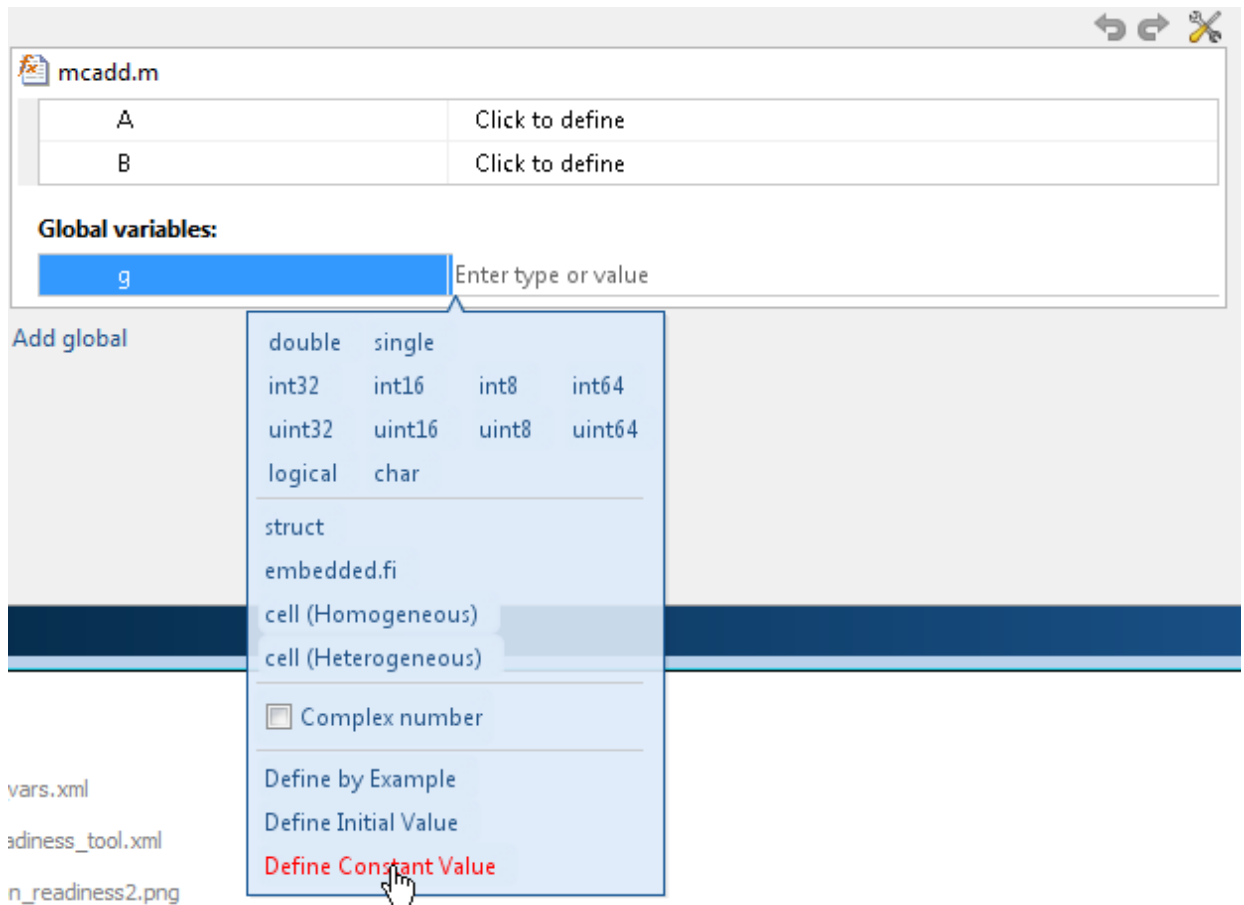 mcadd.m
A Click to define
B Click to define
Global variables:
g Enter type or value
Add global
double single
int32 int16 int8 int64
uint32 uint16 uint8 uint64
logical char
struct
embedded.fi
cell (Homogeneous)
cell (Heterogeneous)
Complex number
Define by Example
Define Initial Value
Define Constant Value
vars.xml
adiness_tool.xml
n_readiness2.png